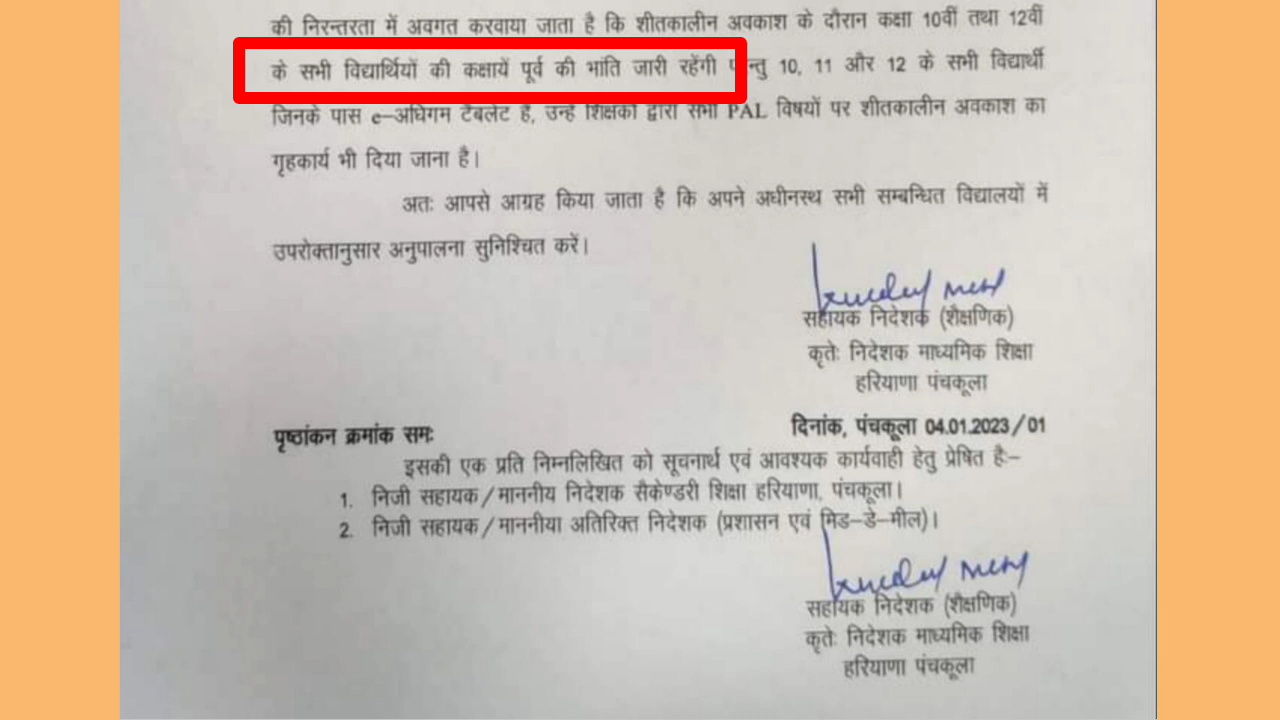 की निरन्तरता में अवगत करवाया जाता है कि शीतकालीन अवकाश के दौरान कक्षा 10वीं तथा 12वीं
के सभी विद्यार्थियों की कक्षायें पूर्व की भांति जारी रहेंगी 10, 11 और 12 के सभी विद्यार्थी
जिनके पास e-अधिगम टैबलेट है, उन्हें शिक्षकों द्वारा सभी PAL विषयों पर शीतकालीन अवकाश का
गृहकार्य भी दिया जाना है।
अतः आपसे आग्रह किया जाता है कि अपने अधीनस्थ सभी सम्बन्धित विद्यालयों में
उपरोक्तानुसार अनुपालना सुनिश्चित करें।
सहायक निदेशक (शैक्षणिक)
कृतेः निदेशक माध्यमिक शिक्षा
हरियाणा पंचकूला
पृष्ठांकन क्रमांक समः
दिनांक, पंचकूला 04.01.2023/01
इसकी एक प्रति निम्नलिखित को सूचनार्थ एवं आवश्यक कार्यवाही हेतु प्रेषित हैः-
1. निजी सहायक/माननीय निदेशक सैकेण्डरी शिक्षा हरियाणा, पंचकूला।
2. निजी सहायक/माननीया अतिरिक्त निदेशक (प्रशासन एवं मिड-डे-मील)।
सहायक निदेशक (शैक्षणिक)
कृतेः निदेशक माध्यमिक शिक्षा
हरियाणा पंचकूला